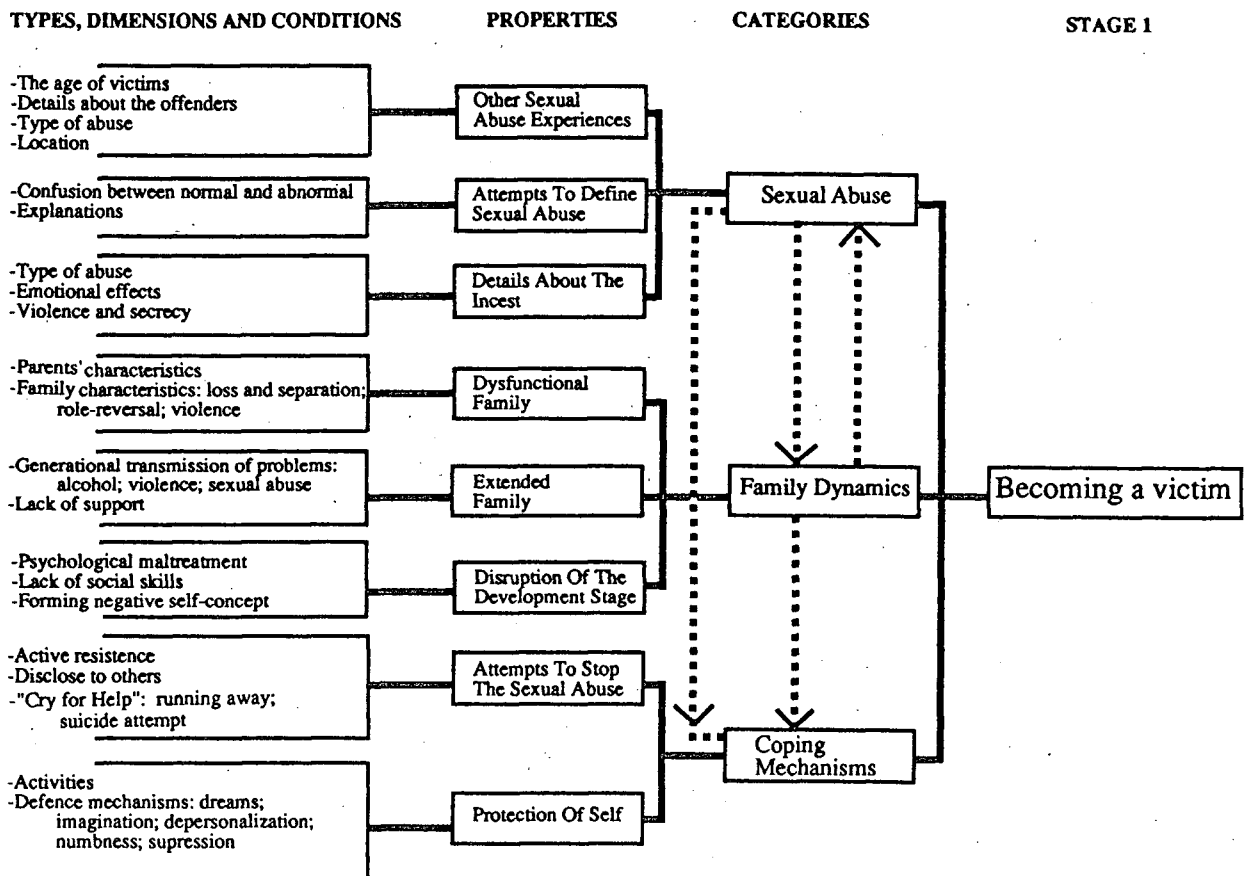 TYPES, DIMENSIONS AND CONDITIONS PROPERTIES CATEGORIES STAGE 1
-The age of victims
-Details about the offenders
-Type of abuse
-Location
Other Sexual
Abuse Experiences
-Confusion between normal and abnormal
-Explanations
Attempts To Define
Sexual Abuse
Sexual Abuse
-Type of abuse
-Emotional effects
-Violence and secrecy
Details About The
Incest
-Parents' characteristics
-Family characteristics: loss and separation;
role-reversal; violence
Dysfunctional
Family
-Generational transmission of problems:
alcohol; violence; sexual abuse
-Lack of support
Extended
Family
Family Dynamics
Becoming a victim
-Psychological maltreatment
-Lack of social skills
-Forming negative self-concept
Disruption Of The
Development Stage
-Active resistence
-Disclose to others
-"Cry for Help": running away;
suicide attempt
Attempts To Stop
The Sexual Abuse
Coping
Mechanisms
-Activities
-Defence mechanisms: dreams;
imagination; depersonalization;
numbness; supression
Protection Of Self